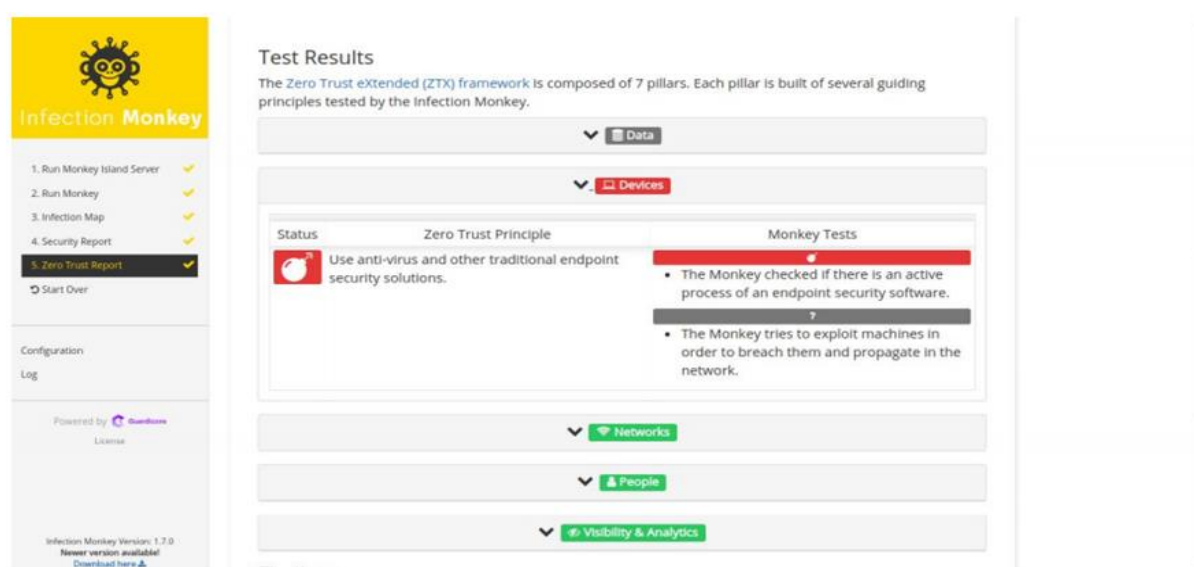 Infection Monkey
1. Run Monkey Island Server
2. Run Monkey
3. Infection Map
4. Security Report
5. Zero Trust Report
Start Over
Configuration
Log
Powered by Guardicore
License
Infection Monkey Version: 1.7.0
Newer version available!
Download here
Test Results
The Zero Trust eXtended (ZTX) framework is composed of 7 pillars. Each pillar is built of several guiding
principles tested by the Infection Monkey.
Data
Devices
Status Zero Trust Principle Monkey Tests
Use anti-virus and other traditional endpoint
security solutions.
• The Monkey checked if there is an active
process of an endpoint security software.
?
• The Monkey tries to exploit machines in
order to breach them and propagate in the
network.
Networks
People
Visibility & Analytics